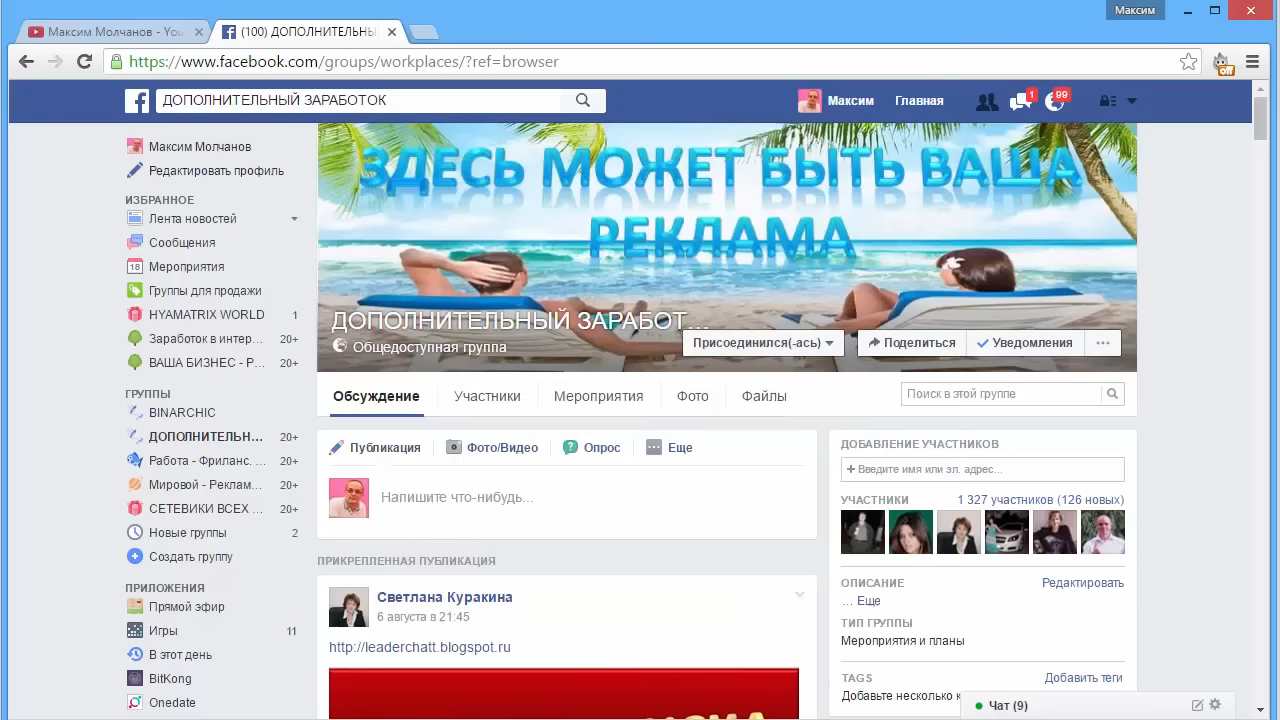 Максим
Максим Молчанов - You
(100) ДОПОЛНИТЕЛЬНЫ
https://www.facebook.com/groups/workplaces/?ref=browser
off
ДОПОЛНИТЕЛЬНЫЙ ЗАРАБОТОК
Максим
Главная
1
99
Максим Молчанов
Редактировать профиль
ИЗБРАННОЕ
Лента новостей
Сообщения
18 Мероприятия
Группы для продажи
HYAMATRIX WORLD 1
Заработок в интер... 20+
ВАША БИЗНЕС - Р... 20+
ГРУППЫ
BINARCHIC
ДОПОЛНИТЕЛЬН... 20+
Работа - Фриланс. ... 20+
Мировой - Реклам... 20+
СЕТЕВИКИ ВСЕХ ... 20+
Новые группы 2
Создать группу
ПРИЛОЖЕНИЯ
Прямой эфир
Игры 11
В этот день
BitKong
Onedate
ЗДЕСЬ МОЖЕТ БЫТЬ ВАША
РЕКЛАМА
ДОПОЛНИТЕЛЬНЫЙ ЗАРАБОТ...
Общедоступная группа
Присоединился(-ась)
Поделиться
Уведомления
Обсуждение
Участники
Мероприятия
Фото
Файлы
Поиск в этой группе
Публикация
Фото/Видео
Опрос
Еще
Напишите что-нибудь...
ПРИКРЕПЛЕННАЯ ПУБЛИКАЦИЯ
Светлана Куракина
6 августа в 21:45
http://leaderchatt.blogspot.ru
ДОБАВЛЕНИЕ УЧАСТНИКОВ
+ Введите имя или эл. адрес...
УЧАСТНИКИ
1 327 участников (126 новых)
ОПИСАНИЕ
Редактировать
... Еще
ТИП ГРУППЫ
Мероприятия и планы
TAGS
Добавить теги
Добавьте несколько к
Чат (9)